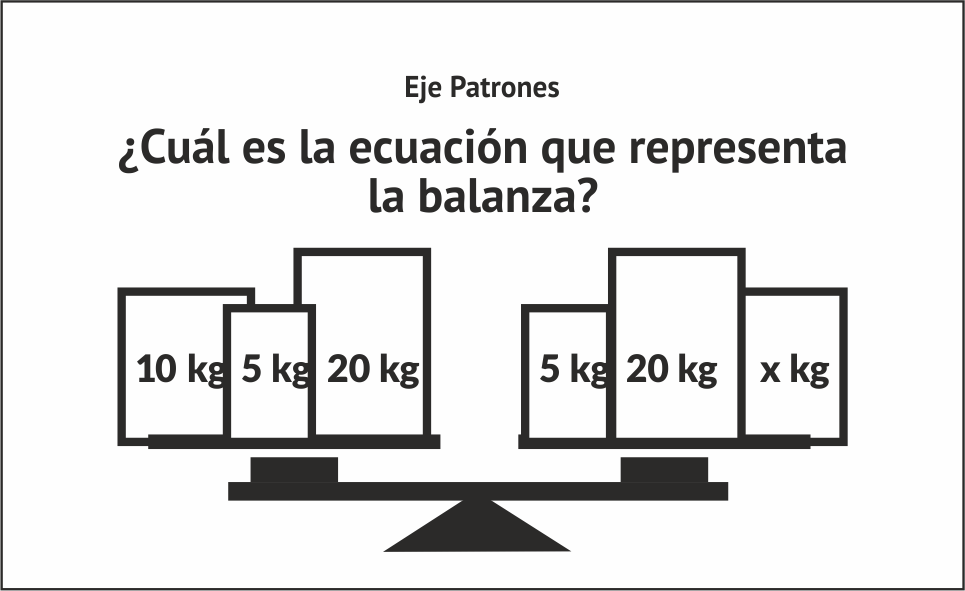 Eje Patrones
¿Cuál es la ecuación que representa
la balanza?
10 kg 5 kg 20 kg 5 kg 20 kg x kg